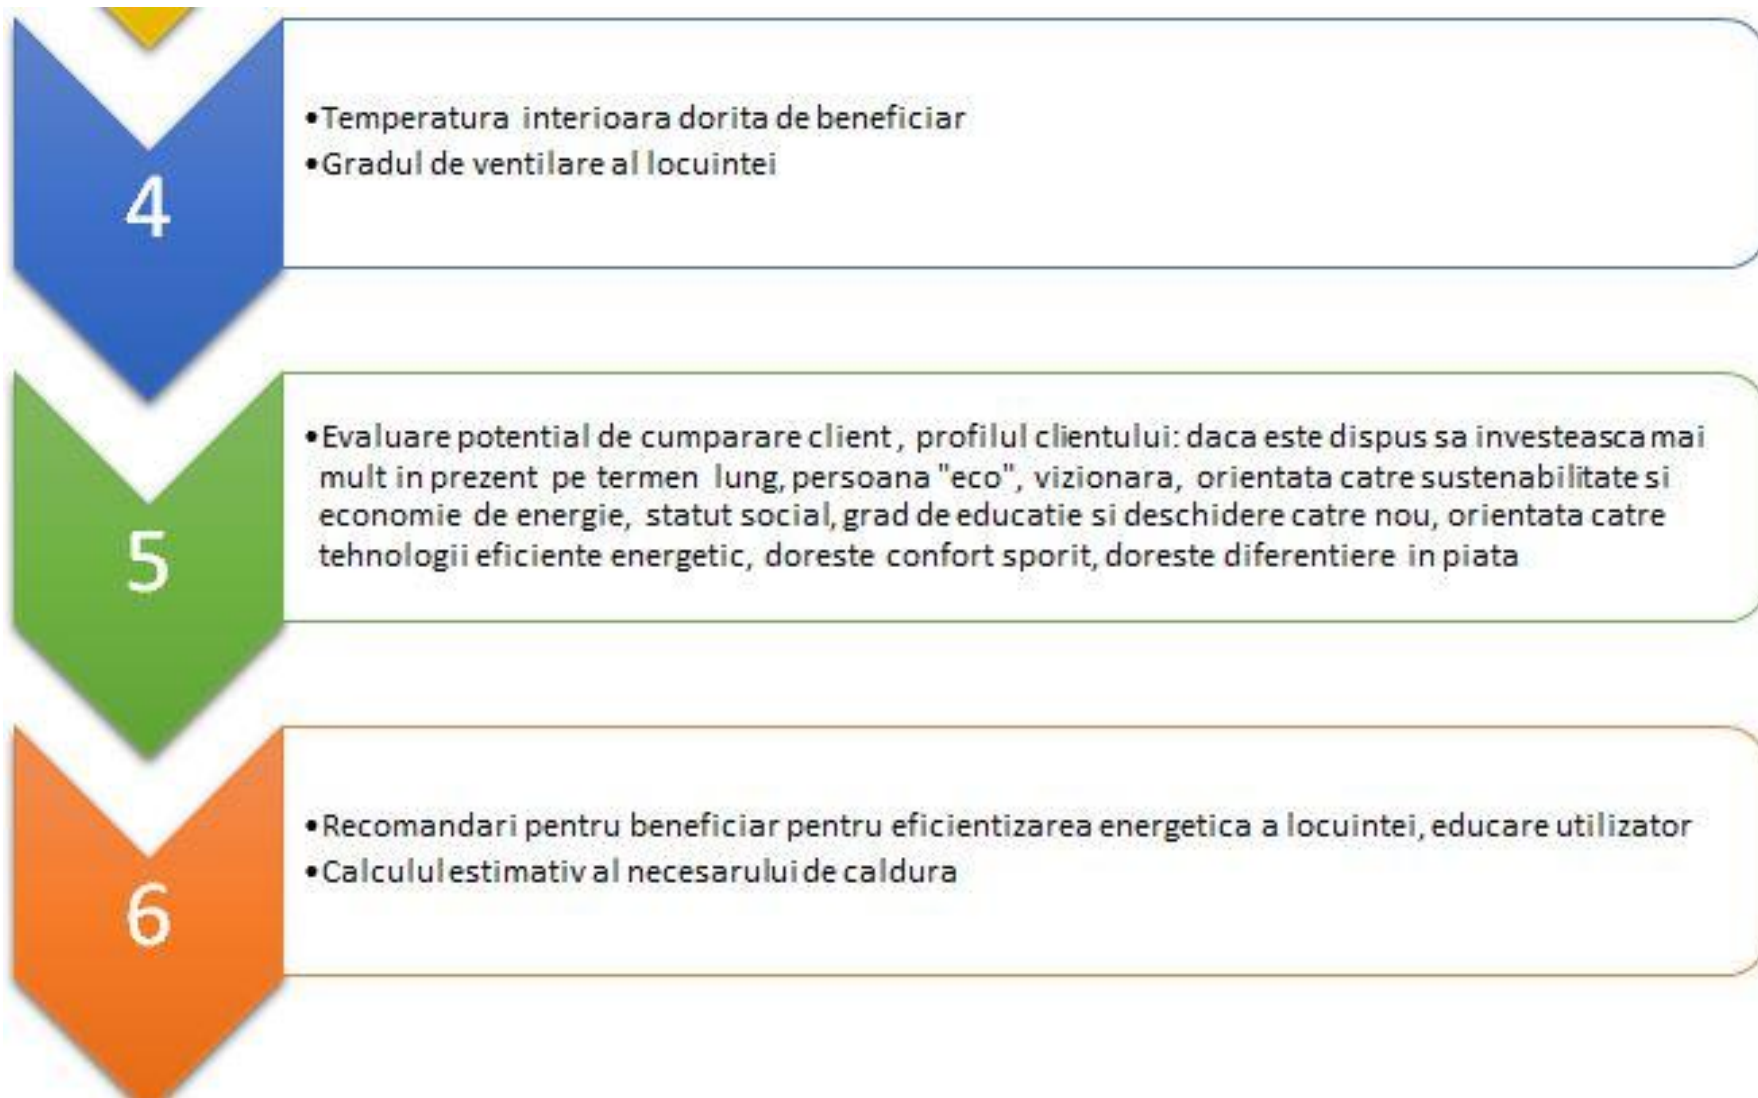 4
•Temperatura interioara dorita de beneficiar
•Gradul de ventilare al locuintei
5
•Evaluare potential de cumparare client, profilul clientului: daca este dispus sa investeasca mai
mult in prezent pe termen lung, persoana "eco", vizionara, orientata catre sustenabilitate si
economie de energie, statut social, grad de educatie si deschidere catre nou, orientata catre
tehnologii eficiente energetic, doreste confort sporit, doreste diferentiere in piata
6
•Recomandari pentru beneficiar pentru eficientizarea energetica a locuintei, educare utilizator
•Calculul estimativ al necesarului de caldura